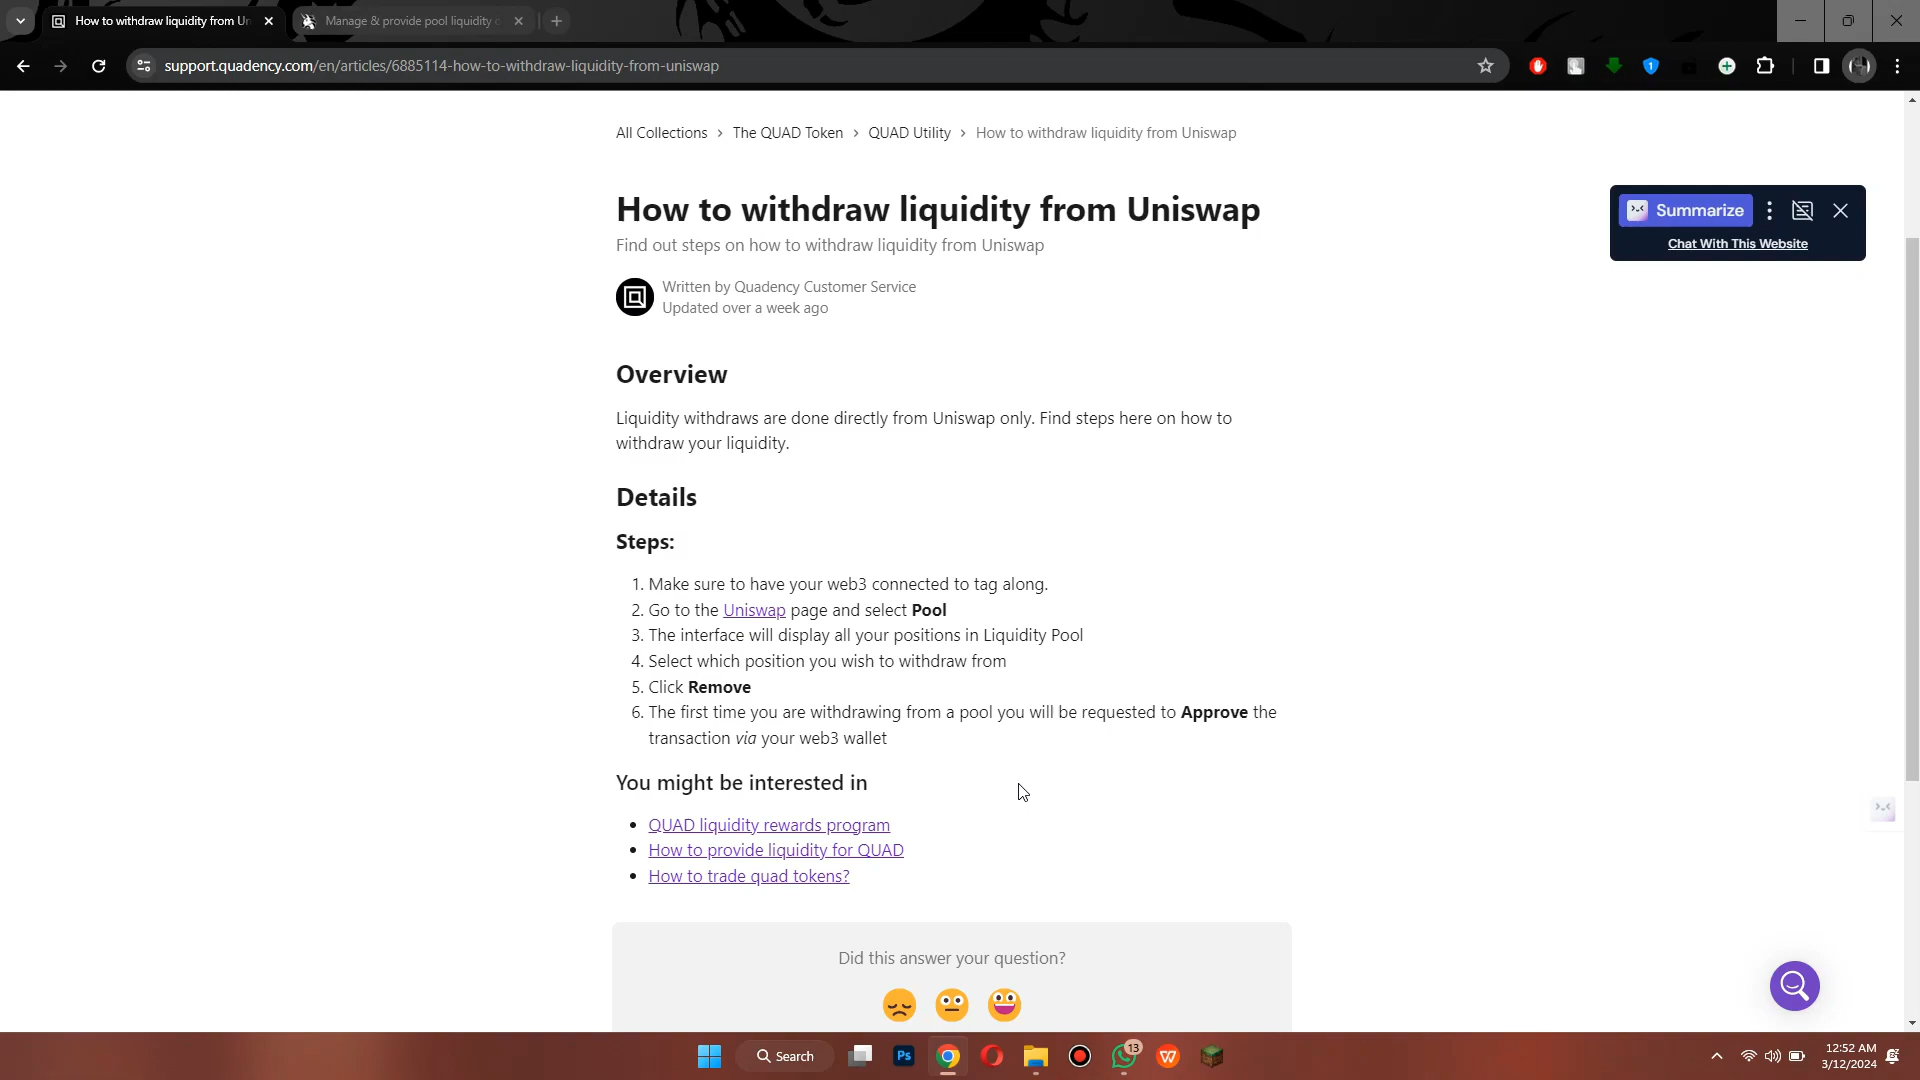 How to withdraw liquidity from Un
Manage & provide pool liquidity o
support.quadency.com/en/articles/6885114-how-to-withdraw-liquidity-from-uniswap
All Collections > The QUAD Token > QUAD Utility > How to withdraw liquidity from Uniswap
How to withdraw liquidity from Uniswap
Find out steps on how to withdraw liquidity from Uniswap
Written by Quadency Customer Service
Updated over a week ago
Summarize
Chat With This Website
Overview
Liquidity withdraws are done directly from Uniswap only. Find steps here on how to
withdraw your liquidity.
Details
Steps:
1. Make sure to have your web3 connected to tag along.
2. Go to the Uniswap page and select Pool
3. The interface will display all your positions in Liquidity Pool
4. Select which position you wish to withdraw from
5. Click Remove
6. The first time you are withdrawing from a pool you will be requested to Approve the
transaction via your web3 wallet
You might be interested in
• QUAD liquidity rewards program
• How to provide liquidity for QUAD
• How to trade quad tokens?
Did this answer your question?
Search
Ps
13
12:52 AM
3/12/2024